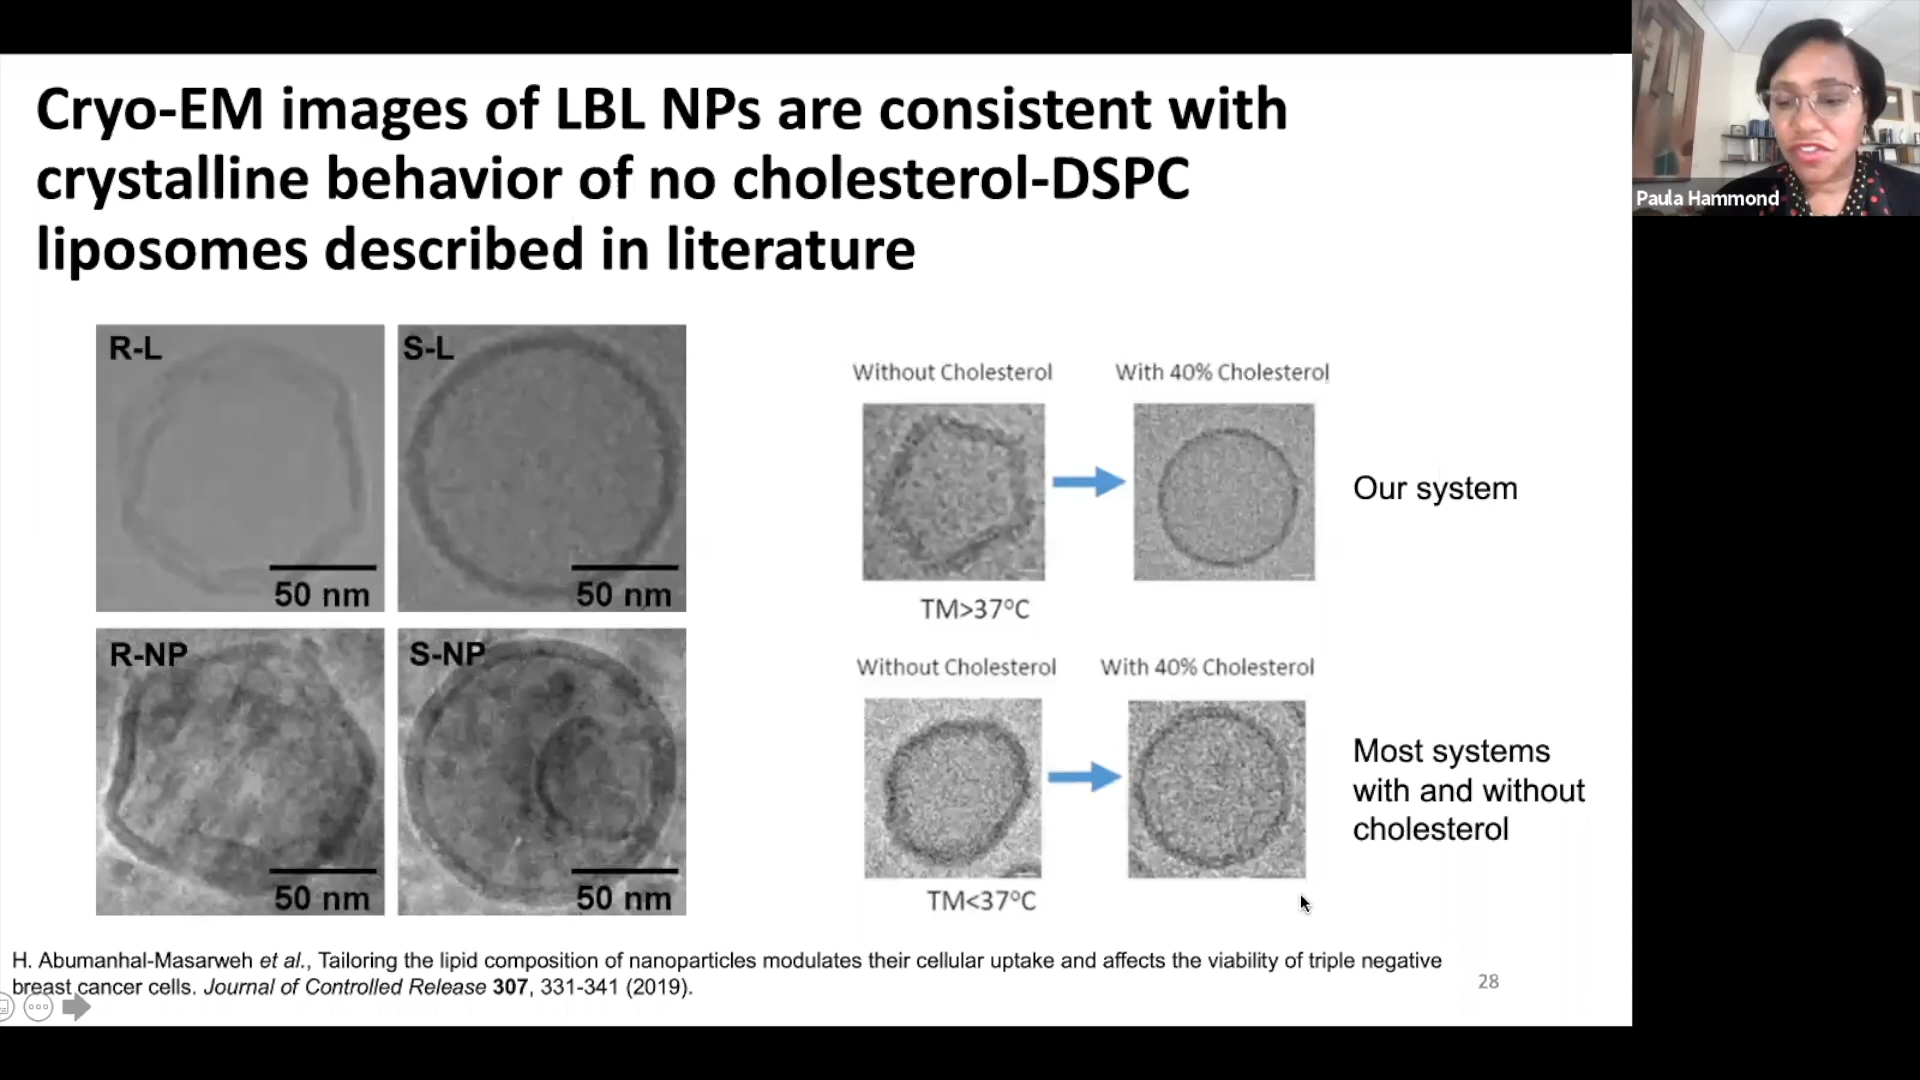 Cryo-EM images of LBL NPs are consistent with
crystalline behavior of no cholesterol-DSPC
liposomes described in literature
Paula Hammond
R-L
S-L
50 nm
50 nm
R-NP
S-NP
50 nm
50 nm
Without Cholesterol
With 40% Cholesterol
TM>37°C
Our system
Without Cholesterol
With 40% Cholesterol
TM<37°C
Most systems
with and without
cholesterol
H. Abumanhal-Masarweh et al., Tailoring the lipid composition of nanoparticles modulates their cellular uptake and affects the viability of triple negative
breast cancer cells. Journal of Controlled Release 307, 331-341 (2019).
28